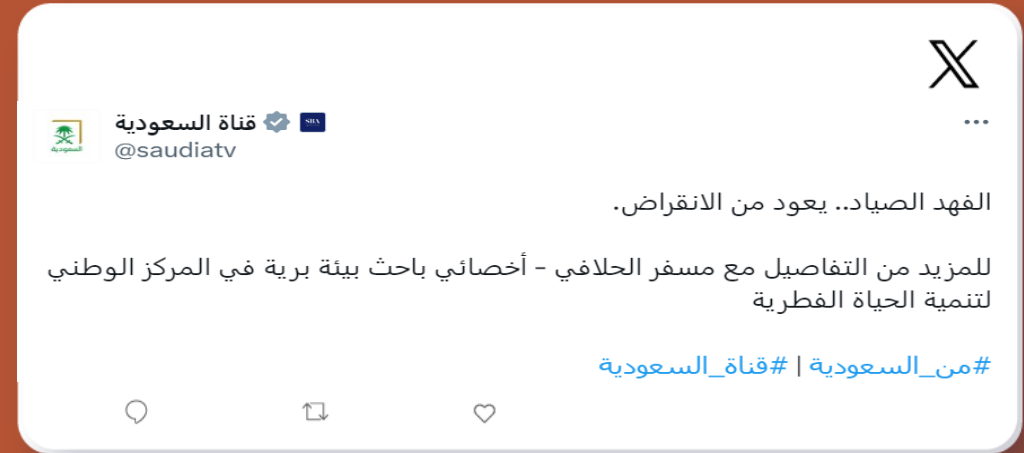 قناة السعودية
SBA
@saudiatv
السعودية
الفهد الصياد.. يعود من الانقراض.
للمزيد من التفاصيل مع مسفر الحلافي - أخصائي باحث بيئة برية في المركز الوطني
لتنمية الحياة الفطرية
#من_السعودية | #قناة_السعودية